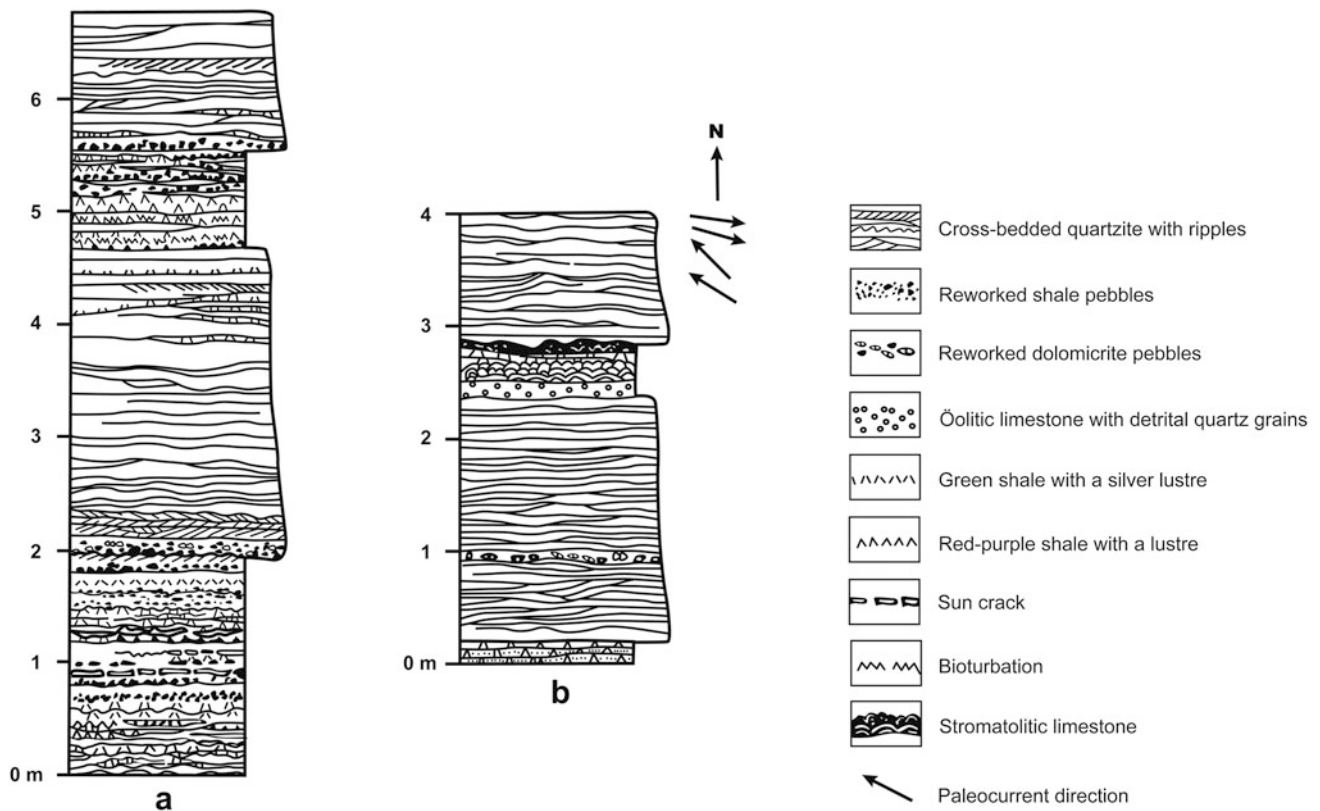 6
5
4
3
2
1
0 m
a
N
4
3
2
1
0 m
b
Cross-bedded quartzite with ripples
Reworked shale pebbles
Reworked dolomicrite pebbles
Öolitic limestone with detrital quartz grains
Green shale with a silver lustre
Red-purple shale with a lustre
Sun crack
Bioturbation
Stromatolitic limestone
Paleocurrent direction